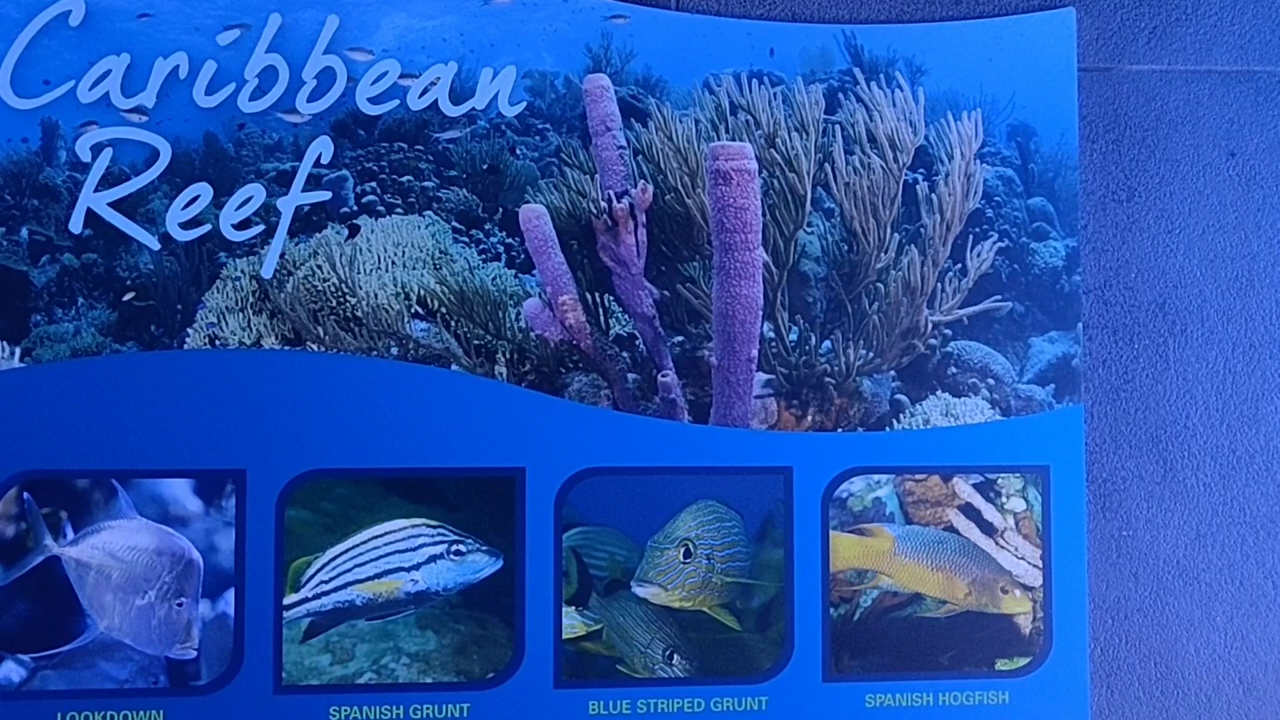 Caribbean
Reef
LOOKDOWN
SPANISH GRUNT
BLUE STRIPED GRUNT
SPANISH HOGFISH